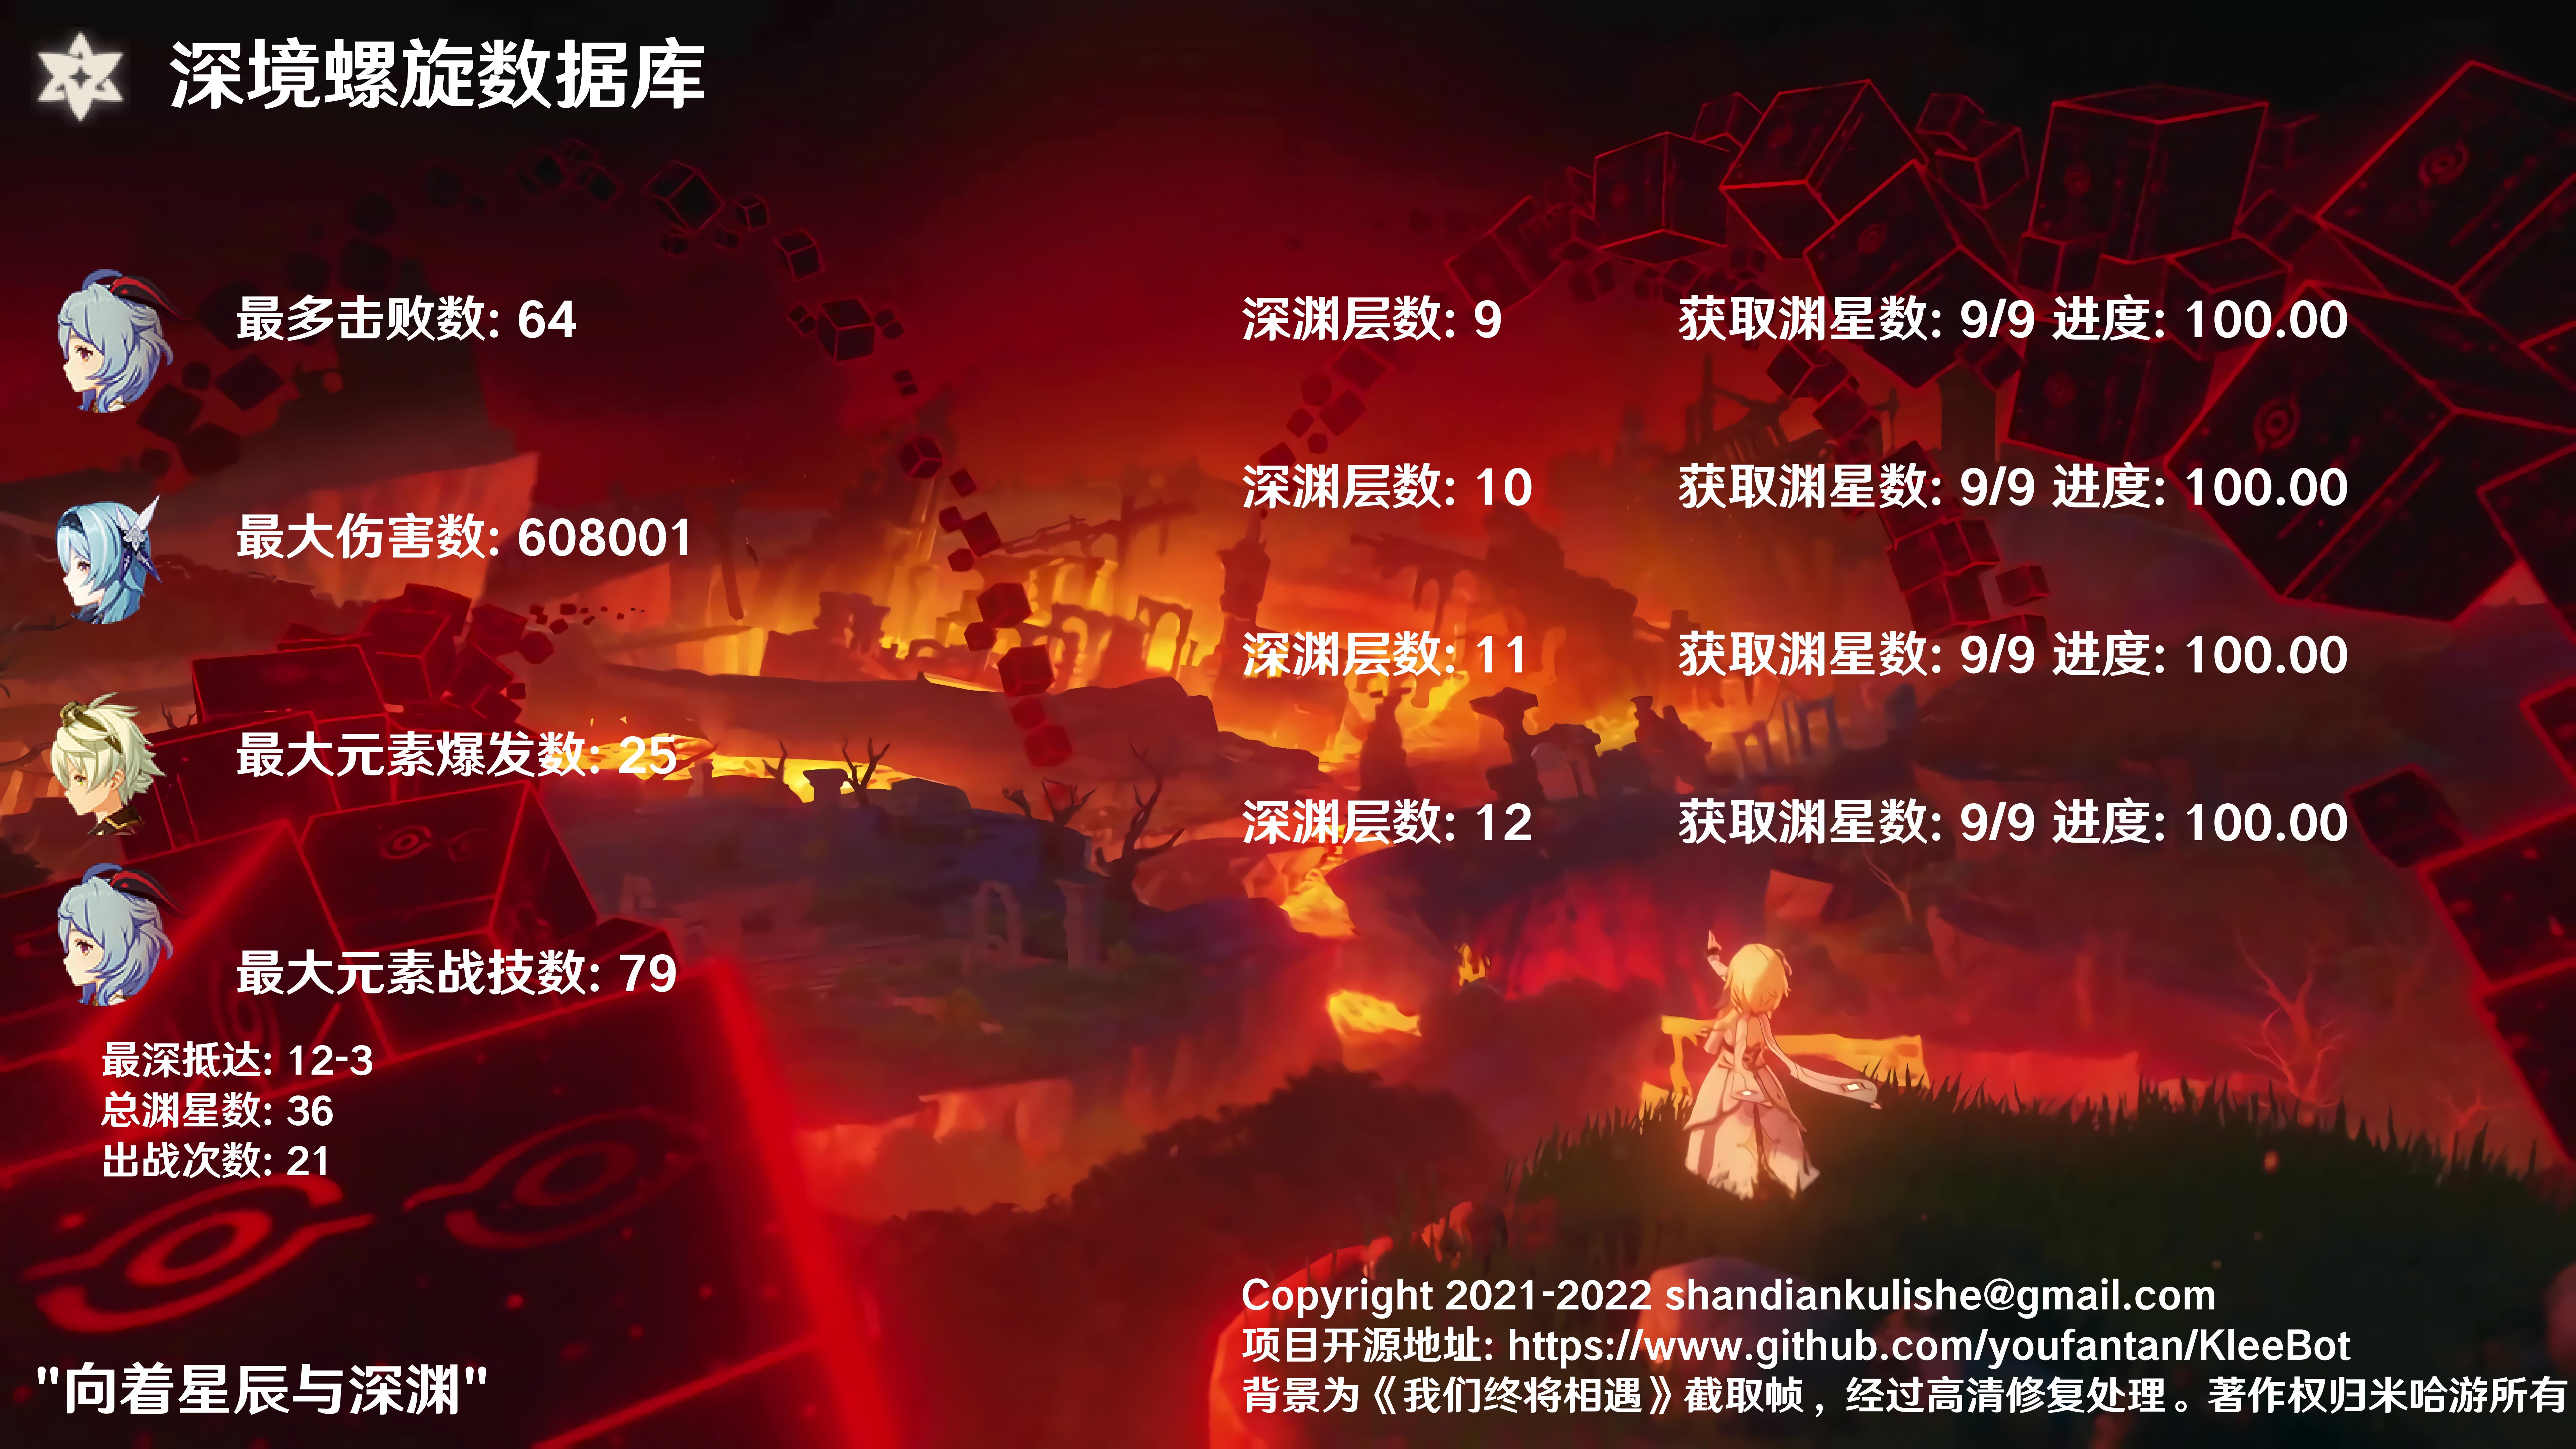 深境螺旋数据库
最多击败数: 64
最大伤害数: 608001
最大元素爆发数: 25
最大元素战技数: 79
最深抵达: 12-3
总渊星数: 36
出战次数: 21
"向着星辰与深渊"
深渊层数: 9 获取渊星数: 9/9 进度: 100.00
深渊层数: 10 获取渊星数: 9/9 进度: 100.00
深渊层数: 11 获取渊星数: 9/9 进度: 100.00
深渊层数: 12 获取渊星数: 9/9 进度: 100.00
Copyright 2021-2022 shandiankulishe@gmail.com
项目开源地址: https://www.github.com/youfantan/KleeBot
背景为《我们终将相遇》截取帧，经过高清修复处理。著作权归米哈游所有